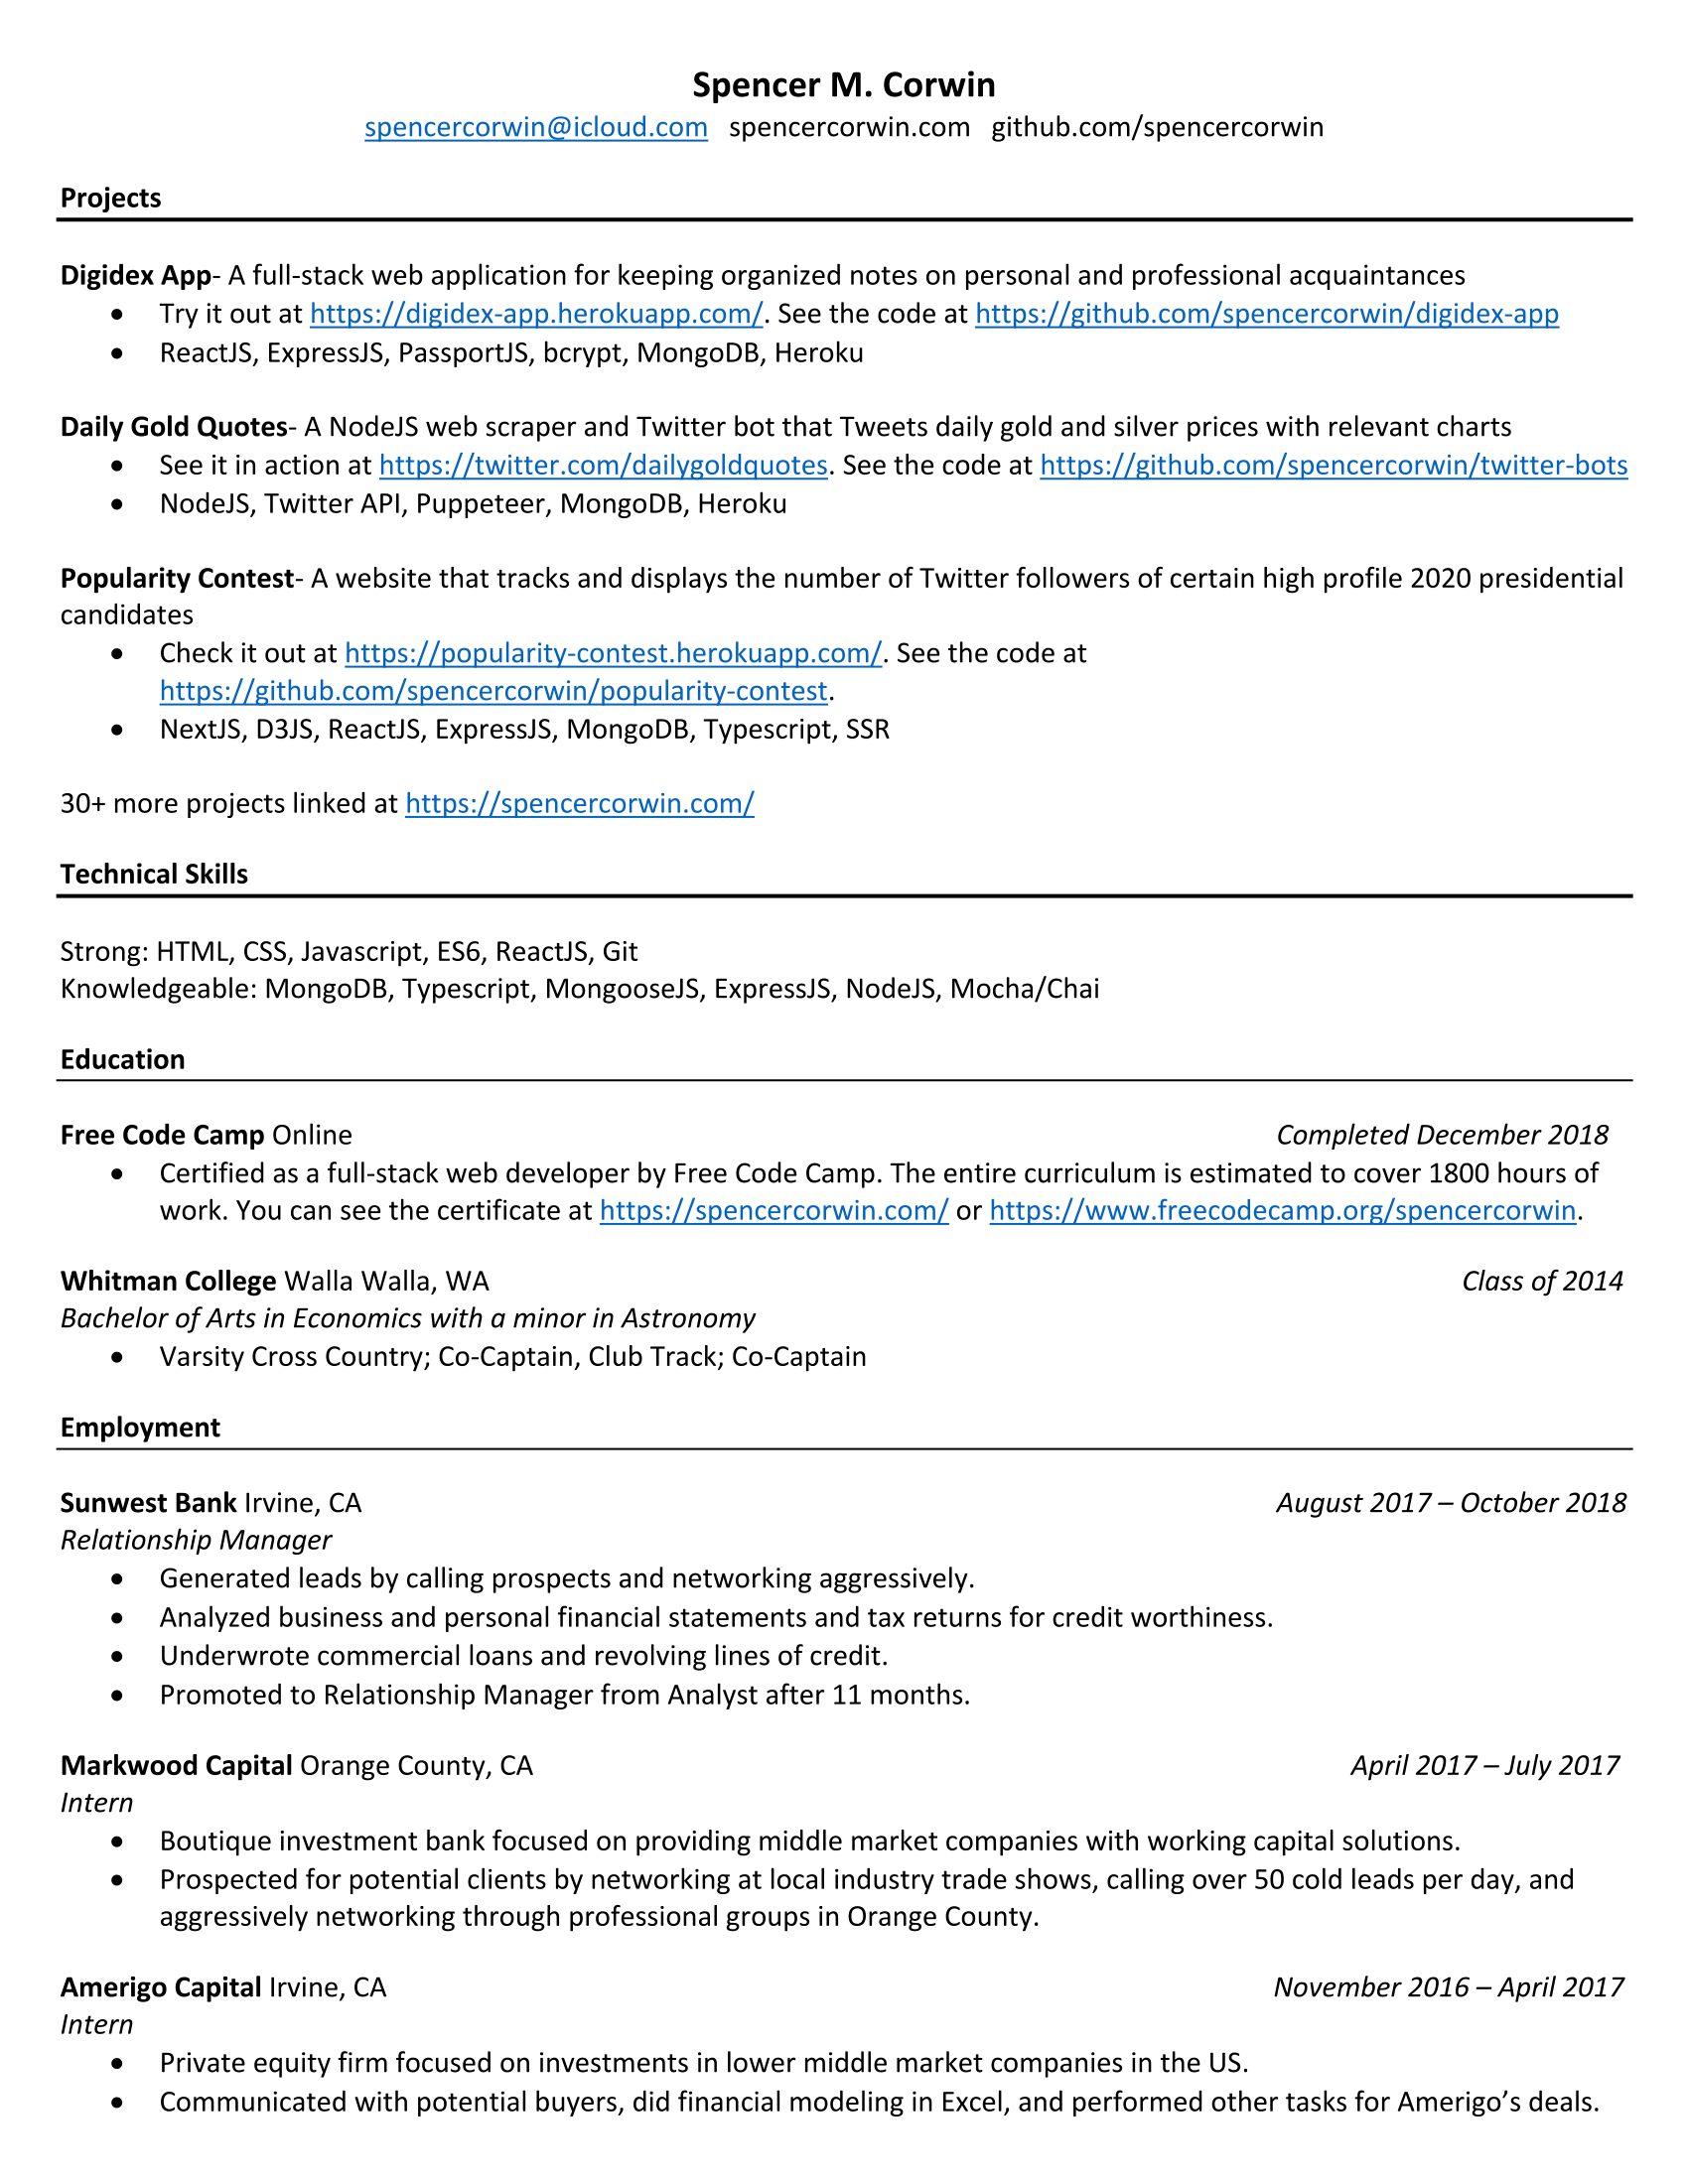 Spencer M. Corwin
spencercorwin@icloud.com spencercorwin.com github.com/spencercorwin
Projects
Digidex App- A full-stack web application for keeping organized notes on personal and professional acquaintances
• Try it out at https://digidex-app.herokuapp.com/. See the code at https://github.com/spencercorwin/digidex-app
• ReactJS, ExpressJS, PassportJS, bcrypt, MongoDB, Heroku
Daily Gold Quotes- A NodeJS web scraper and Twitter bot that Tweets daily gold and silver prices with relevant charts
• See it in action at https://twitter.com/dailygoldquotes. See the code at https://github.com/spencercorwin/twitter-bots
• NodeJS, Twitter API, Puppeteer, MongoDB, Heroku
Popularity Contest- A website that tracks and displays the number of Twitter followers of certain high profile 2020 presidential
candidates
• Check it out at https://popularity-contest.herokuapp.com/. See the code at
https://github.com/spencercorwin/popularity-contest.
• NextJS, D3JS, ReactJS, ExpressJS, MongoDB, Typescript, SSR
30+ more projects linked at https://spencercorwin.com/
Technical Skills
Strong: HTML, CSS, Javascript, ES6, ReactJS, Git
Knowledgeable: MongoDB, Typescript, MongooseJS, ExpressJS, NodeJS, Mocha/Chai
Education
Free Code Camp Online Completed December 2018
• Certified as a full-stack web developer by Free Code Camp. The entire curriculum is estimated to cover 1800 hours of
work. You can see the certificate at https://spencercorwin.com/ or https://www.freecodecamp.org/spencercorwin.
Whitman College Walla Walla, WA Class of 2014
Bachelor of Arts in Economics with a minor in Astronomy
• Varsity Cross Country; Co-Captain, Club Track; Co-Captain
Employment
Sunwest Bank Irvine, CA August 2017 – October 2018
Relationship Manager
• Generated leads by calling prospects and networking aggressively.
• Analyzed business and personal financial statements and tax returns for credit worthiness.
• Underwrote commercial loans and revolving lines of credit.
• Promoted to Relationship Manager from Analyst after 11 months.
Markwood Capital Orange County, CA April 2017 – July 2017
Intern
• Boutique investment bank focused on providing middle market companies with working capital solutions.
• Prospected for potential clients by networking at local industry trade shows, calling over 50 cold leads per day, and
aggressively networking through professional groups in Orange County.
Amerigo Capital Irvine, CA November 2016 – April 2017
Intern
• Private equity firm focused on investments in lower middle market companies in the US.
• Communicated with potential buyers, did financial modeling in Excel, and performed other tasks for Amerigo’s deals.